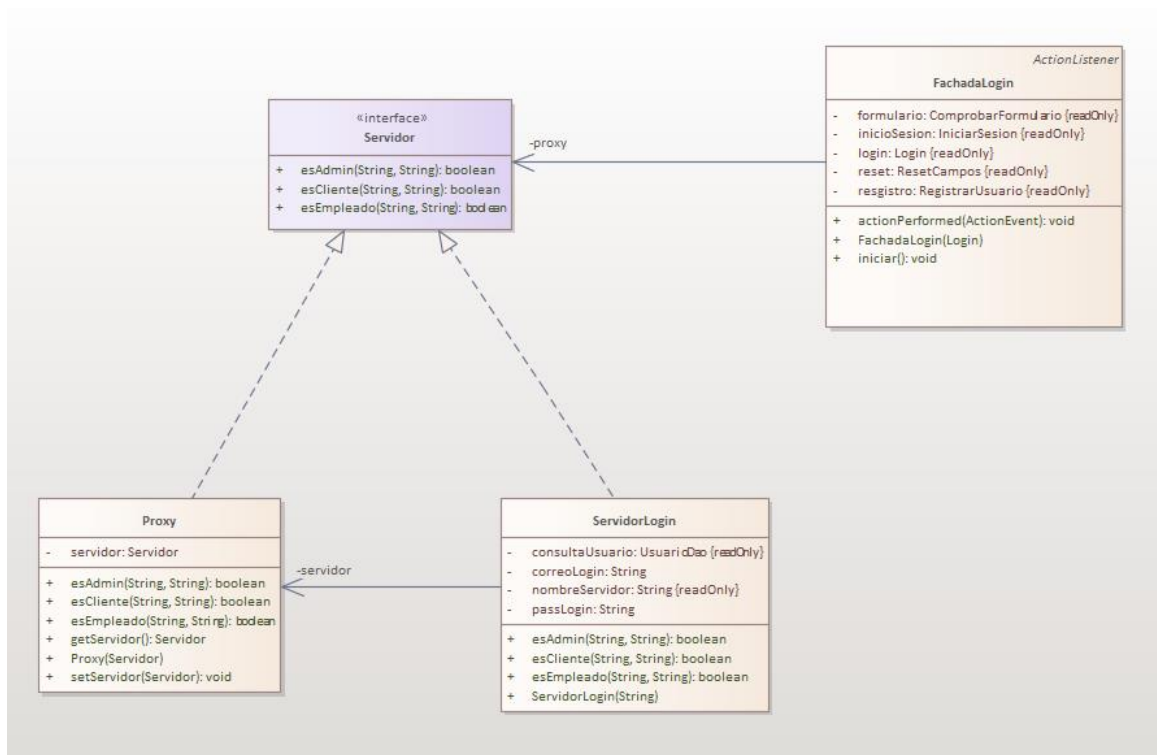 ActionListener
FachadaLogin
- formulario: ComprobarFormulario {readOnly}
- inicioSesion: IniciarSesion {readOnly}
- login: Login {readOnly}
- reset: ResetCampos {readOnly}
- resgistro: RegistrarUsuario {readOnly}
+ actionPerformed(ActionEvent): void
+ FachadaLogin(Login)
+ iniciar(): void
«interface»
Servidor
+ esAdmin(String, String): boolean
+ esCliente(String, String): boolean
+ esEmpleado(String, String): boolean
-proxy
Proxy
- servidor: Servidor
+ esAdmin(String, String): boolean
+ esCliente(String, String): boolean
+ esEmpleado(String, String): boolean
+ getServidor(): Servidor
+ Proxy(Servidor)
+ setServidor(Servidor): void
-servidor
ServidorLogin
- consultaUsuario: UsuarioDao {readOnly}
- correoLogin: String
- nombreServidor: String {readOnly}
- passLogin: String
+ esAdmin(String, String): boolean
+ esCliente(String, String): boolean
+ esEmpleado(String, String): boolean
+ ServidorLogin(String)